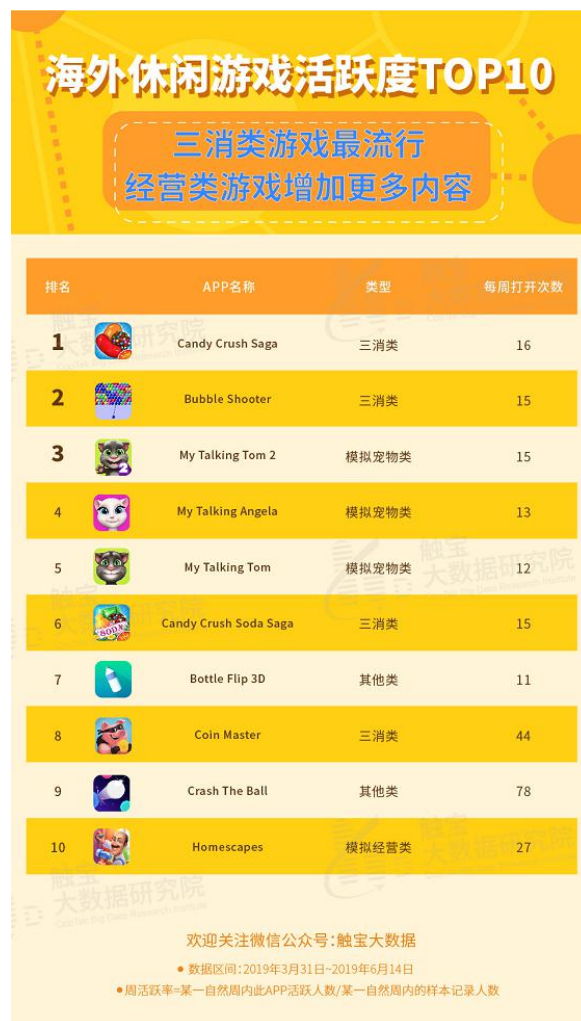 海外休闲游戏活跃度TOP10
三消类游戏最流行
经营类游戏增加更多内容
排名 APP名称 类型 每周打开次数
1 Candy Crush Saga 三消类 16
2 Bubble Shooter 三消类 15
3 My Talking Tom 2 模拟宠物类 15
4 My Talking Angela 模拟宠物类 13
5 My Talking Tom 模拟宠物类 12
6 Candy Crush Soda Saga 三消类 15
7 Bottle Flip 3D 其他类 11
8 Coin Master 三消类 44
9 Crash The Ball 其他类 78
10 Homescapes 模拟经营类 27
触宝
大数据研究院
欢迎关注微信公众号:触宝大数据
●数据区间:2019年3月31日~2019年6月14日
●周活跃率=某一自然周内此APP活跃人数/某一自然周内的样本记录人数